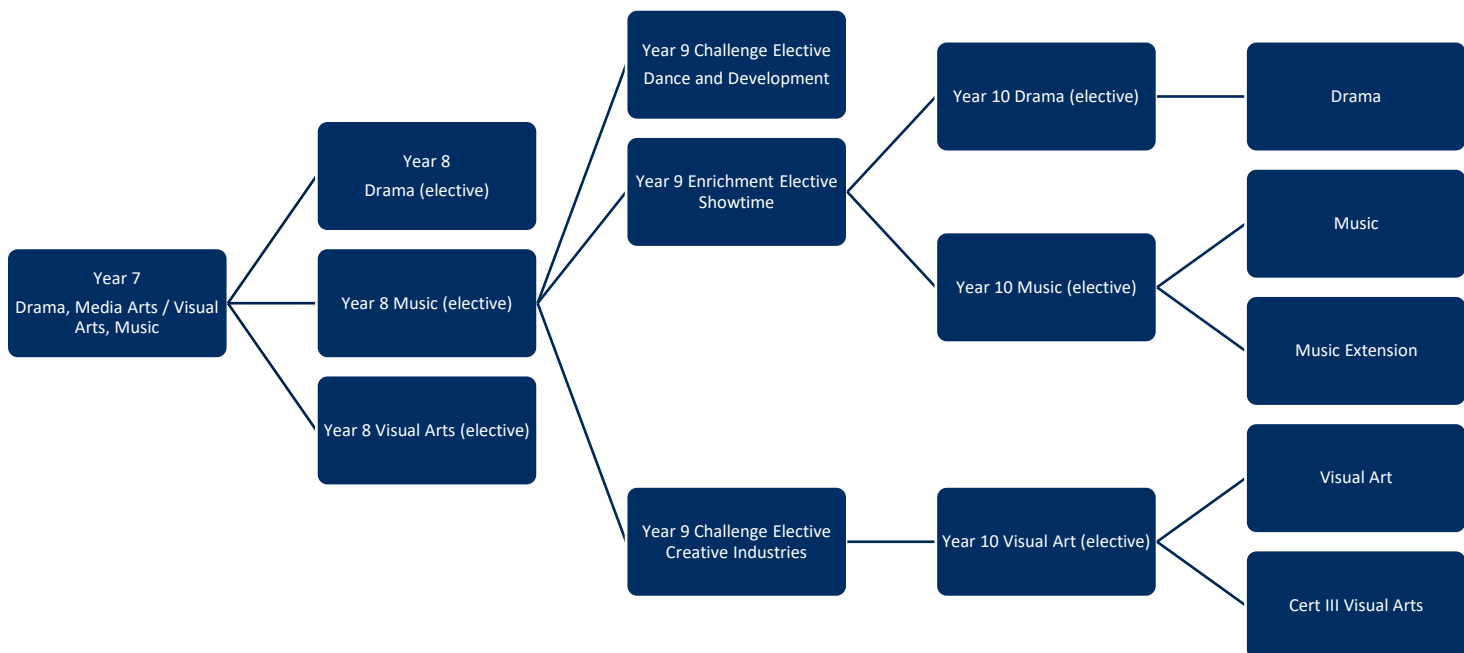 Year 7
Drama, Media Arts / Visual
Arts, Music
Year 8
Drama (elective)
Year 8 Music (elective)
Year 8 Visual Arts (elective)
Year 9 Challenge Elective
Dance and Development
Year 9 Enrichment Elective
Showtime
Year 9 Challenge Elective
Creative Industries
Year 10 Drama (elective)
Year 10 Music (elective)
Year 10 Visual Art (elective)
Drama
Music
Music Extension
Visual Art
Cert III Visual Arts